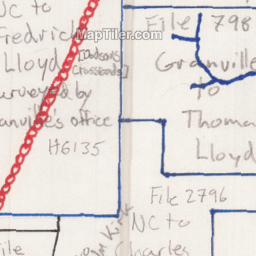 NC to
Fredrick
Lloyd
[Dodson's
Crossroads]
surveyed by
Granville's office
H6135
MapTiler.com
File 798
Granville
to
Thomas
Lloyd
File 2796
NC to
Charles
File